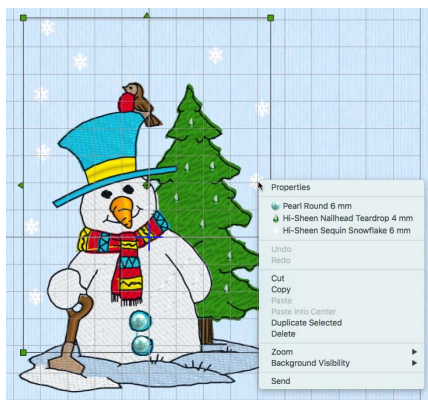 Properties
Pearl Round 6 mm
Hi-Sheen Nailhead Teardrop 4 mm
Hi-Sheen Sequin Snowflake 6 mm
Undo
Redo
Cut
Copy
Paste
Paste into Center
Duplicate Selected
Delete
Zoom
Background Visibility
Send